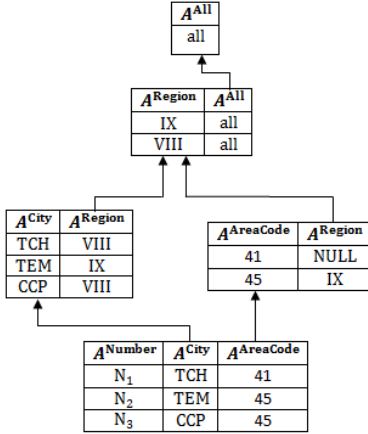 A^All
all
A^Region A^All
IX all
VIII all
A^City A^Region
TCH VIII
TEM IX
CCP VIII
A^AreaCode A^Region
41 NULL
45 IX
A^Number A^City A^AreaCode
N₁ TCH 41
N₂ TEM 45
N₃ CCP 45